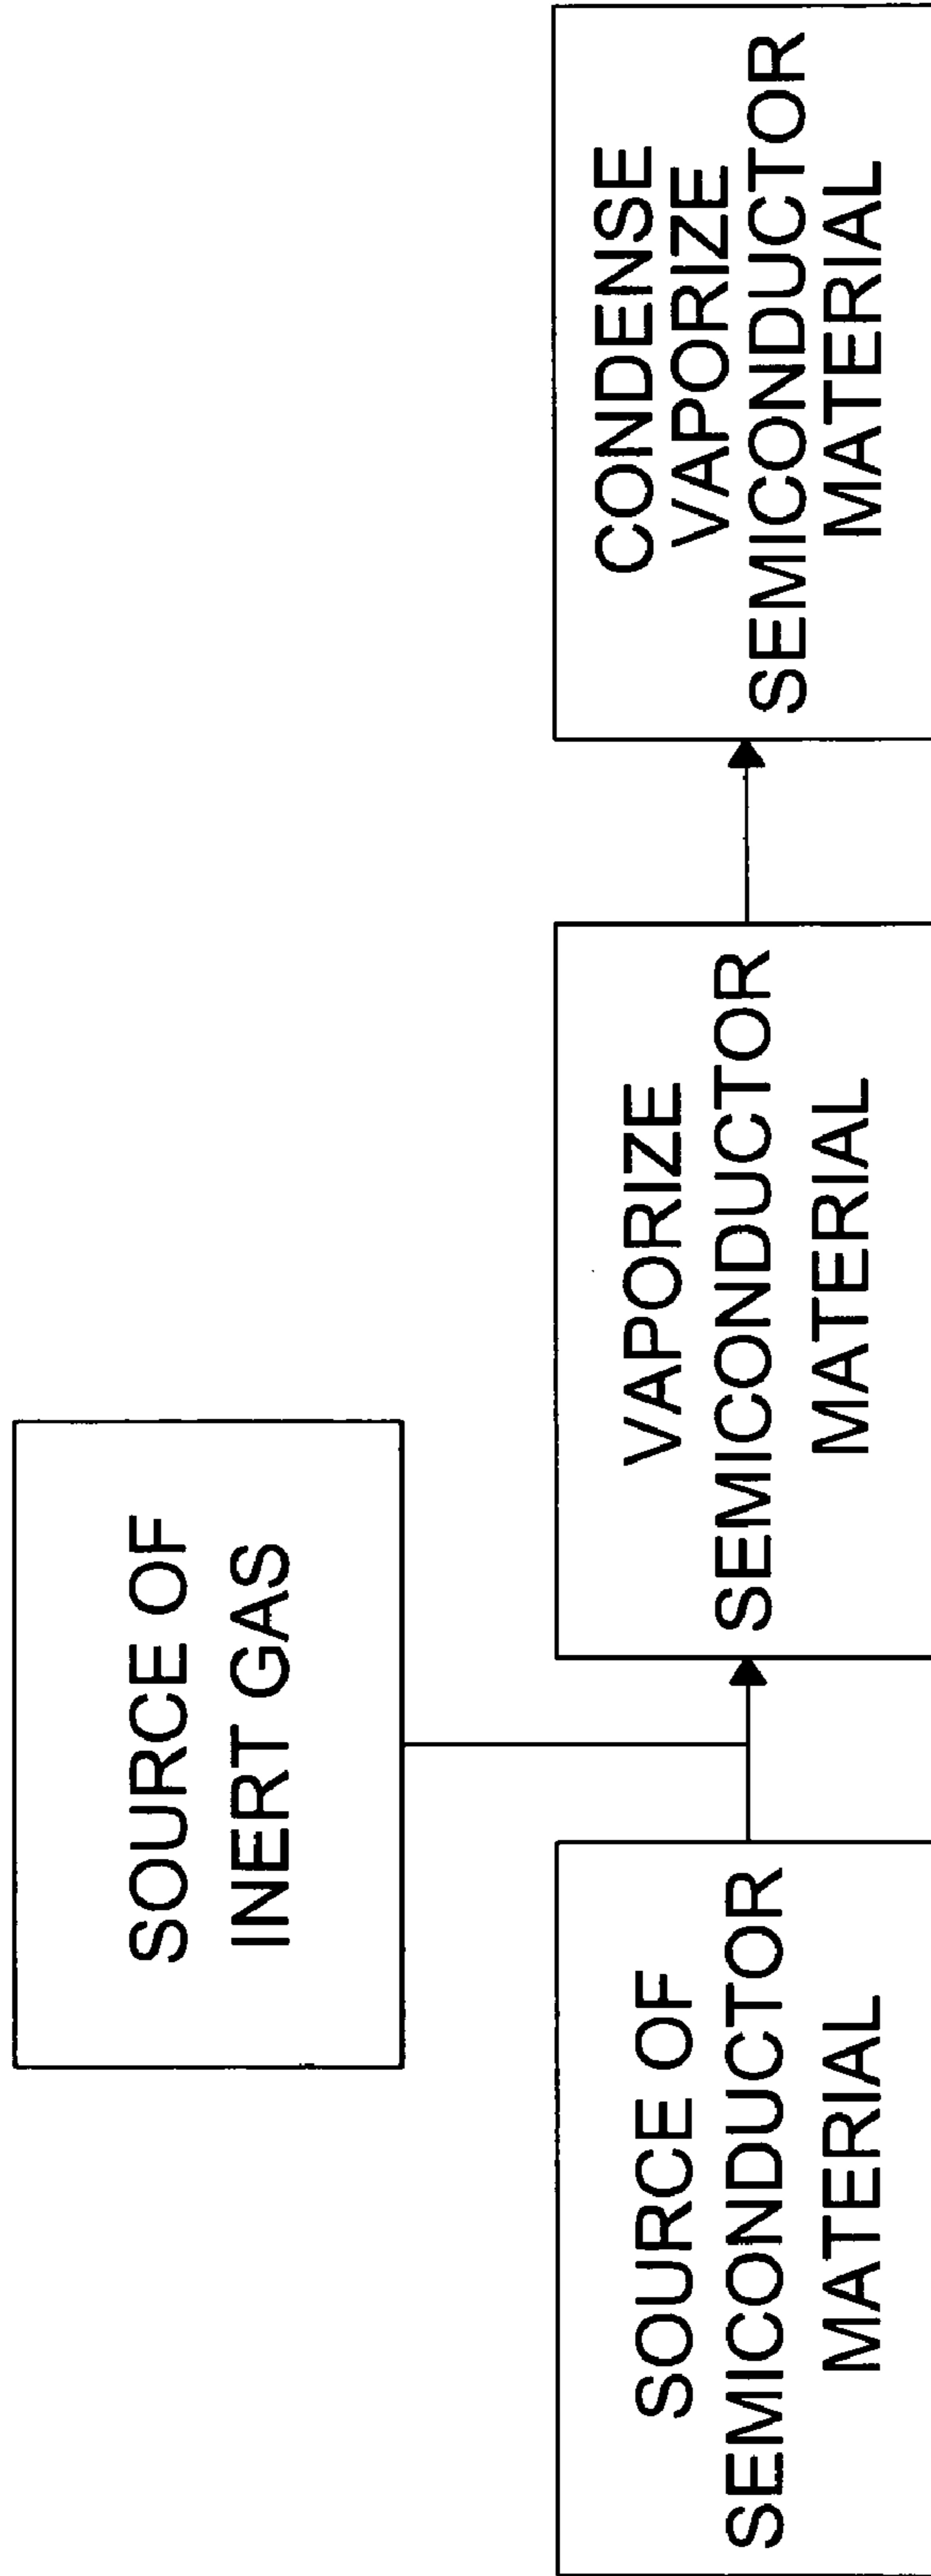 SOURCE OF
INERT GAS
SOURCE OF
SEMICONDUCTOR
MATERIAL
VAPORIZE
SEMICONDUCTOR
MATERIAL
CONDENSE
VAPORIZE
SEMICONDUCTOR
MATERIAL